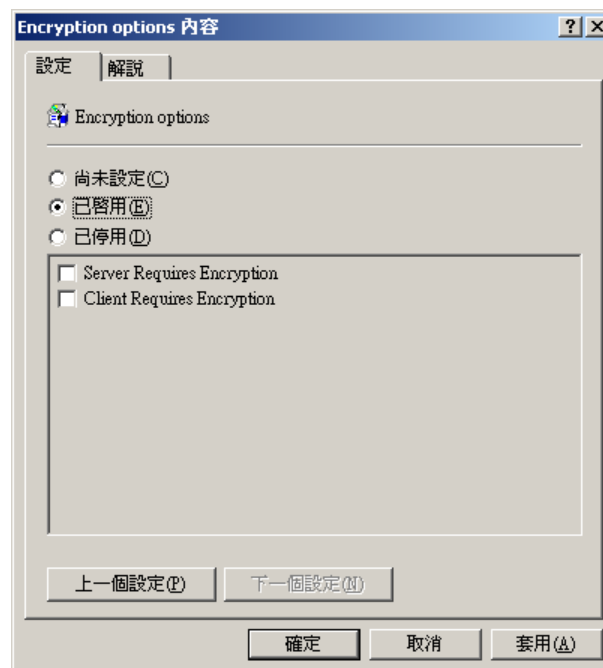 Encryption options 內容
設定 解說
Encryption options
尚未設定(C)
已啓用(E)
已停用(D)
Server Requires Encryption
Client Requires Encryption
上一個設定(P) 下一個設定(N)
確定 取消 套用(A)